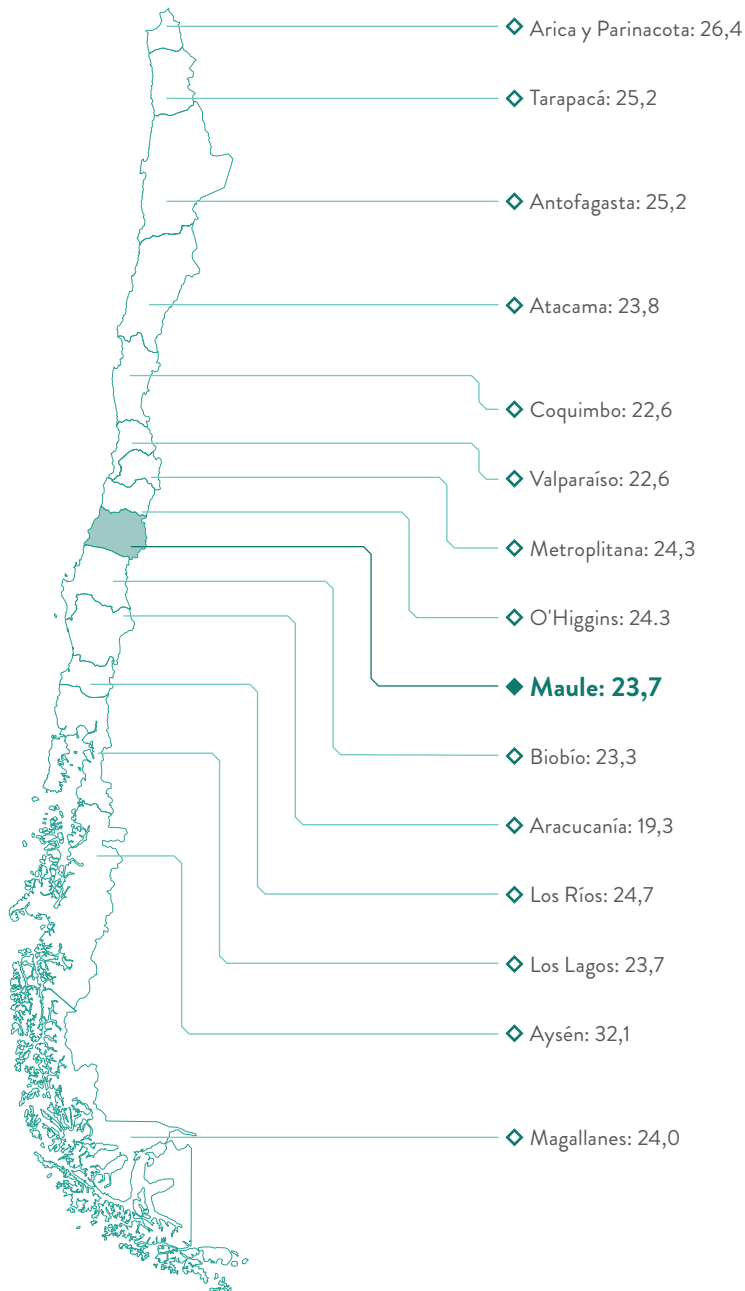 Arica y Parinacota: 26,4
Tarapacá: 25,2
Antofagasta: 25,2
Atacama: 23,8
Coquimbo: 22,6
Valparaíso: 22,6
Metroplitana: 24,3
O'Higgins: 24.3
Maule: 23,7
Biobío: 23,3
Aracucanía: 19,3
Los Ríos: 24,7
Los Lagos: 23,7
Aysén: 32,1
Magallanes: 24,0